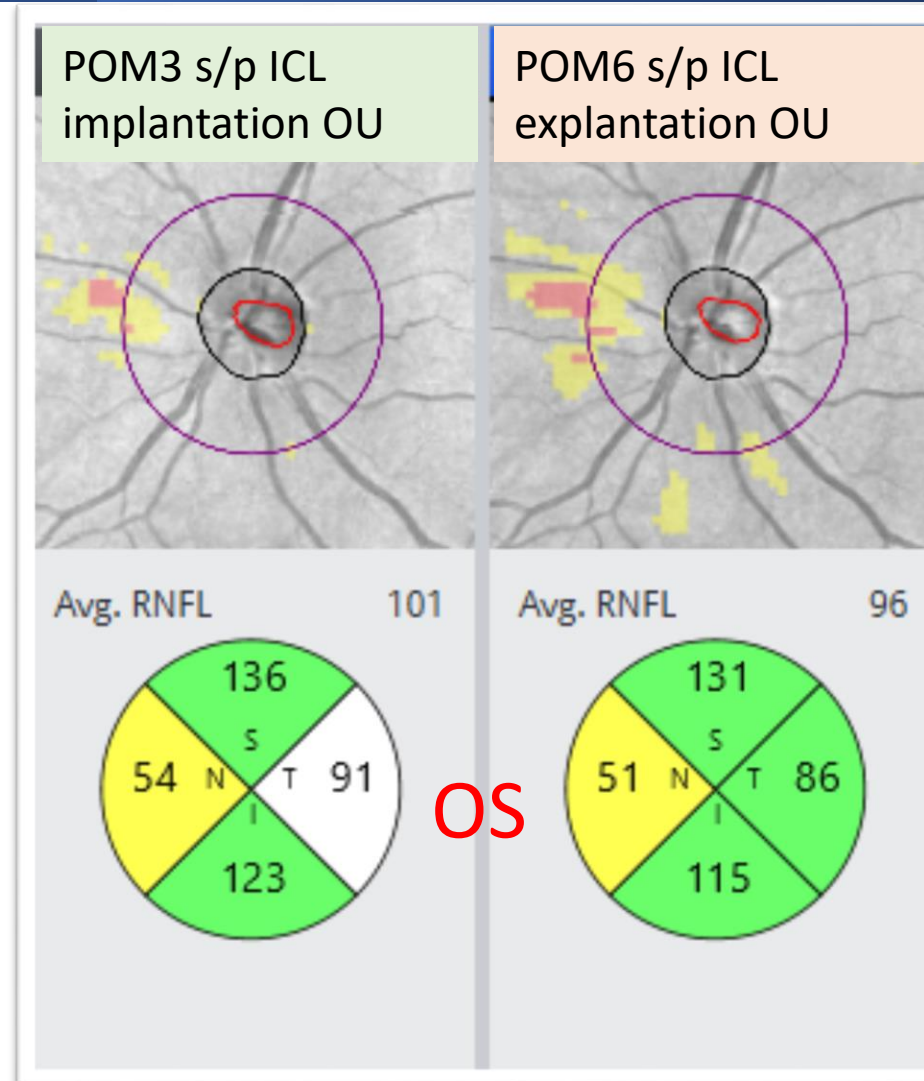 POM3 s/p ICL
implantation OU
POM6 s/p ICL
explantation OU
Avg. RNFL 101
Avg. RNFL 96
136
S
54 N T 91
I
123
OS
131
S
51 N T 86
I
115